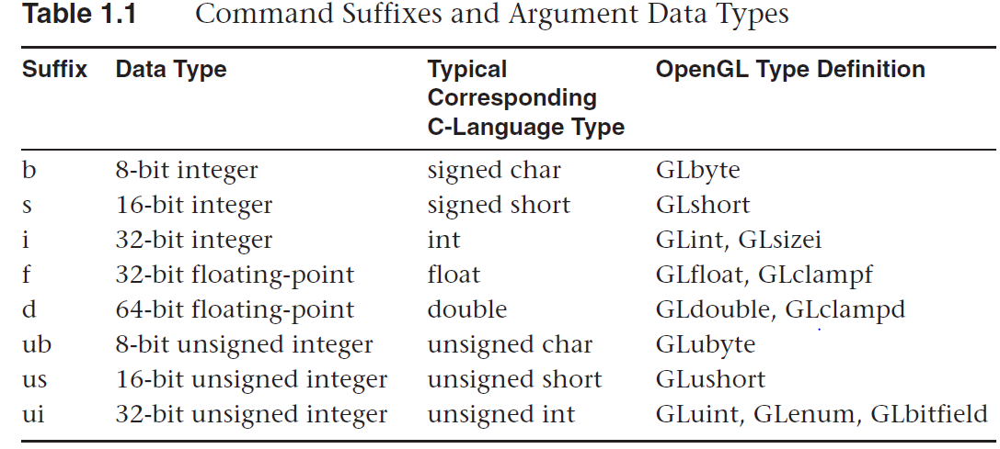 Table 1.1 Command Suffixes and Argument Data Types
Suffix Data Type Typical Corresponding C-Language Type OpenGL Type Definition
b 8-bit integer signed char GLbyte
s 16-bit integer signed short GLshort
i 32-bit integer int GLint, GLsizei
f 32-bit floating-point float GLfloat, GLclampf
d 64-bit floating-point double GLdouble, GLclampd
ub 8-bit unsigned integer unsigned char GLubyte
us 16-bit unsigned integer unsigned short GLushort
ui 32-bit unsigned integer unsigned int GLuint, GLenum, GLbitfield